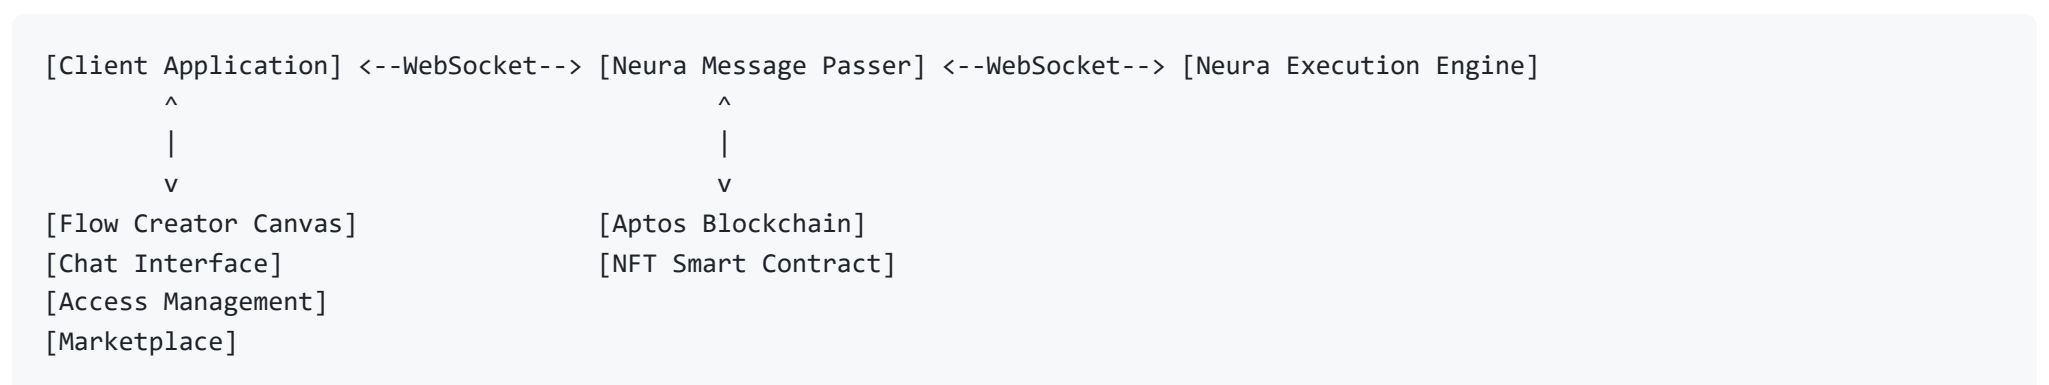 [Client Application] <--WebSocket--> [Neura Message Passer] <--WebSocket--> [Neura Execution Engine]
        ^                                    ^
        |                                    |
        v                                    v
[Flow Creator Canvas]                [Aptos Blockchain]
[Chat Interface]                     [NFT Smart Contract]
[Access Management]
[Marketplace]